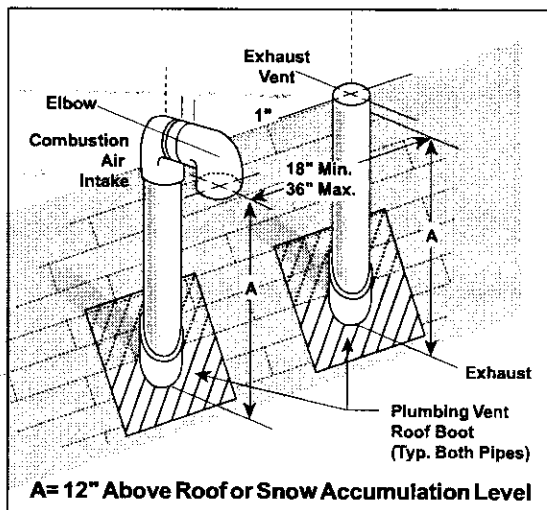 Exhaust
Vent
Elbow
1"
Combustion
Air
Intake
18" Min.
36" Max.
A
A
Exhaust
Plumbing Vent
Roof Boot
(Typ. Both Pipes)
A= 12" Above Roof or Snow Accumulation Level